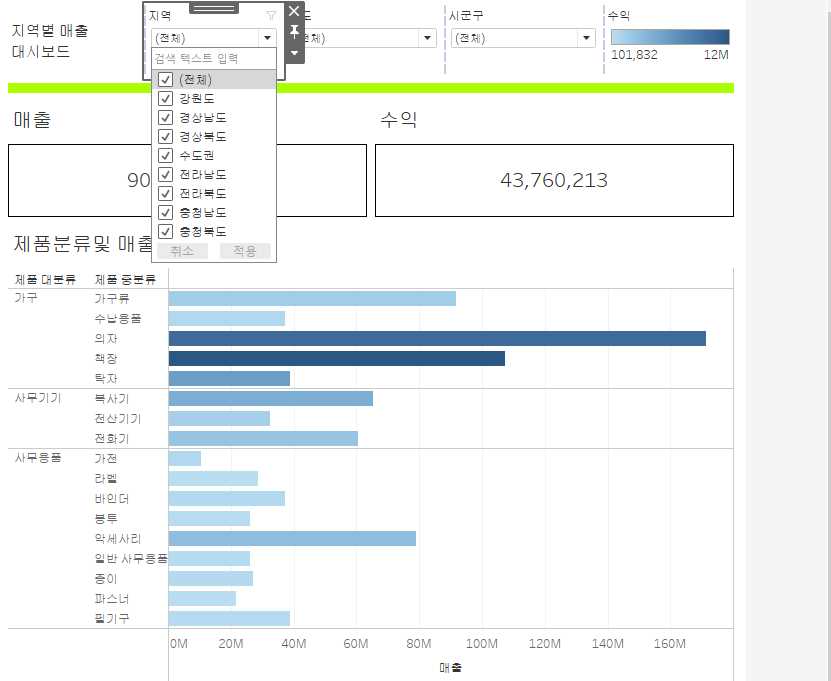 지역별 매출
대시보드
지역
(전체)
시군구
(전체)
수익
101,832
12M
검색 텍스트 입력
(전체)
강원도
경상남도
경상북도
수도권
전라남도
전라북도
충청남도
충청북도
취소
적용
매출
수익
90
43,760,213
제품분류및 매출
제품 대분류
제품 중분류
가구
가구류
수납용품
의자
책장
탁자
사무기기
복사기
전산기기
전화기
사무용품
가전
라벨
바인더
봉투
악세사리
일반 사무용품
종이
파스너
필기구
0M 20M 40M 60M 80M 100M 120M 140M 160M
매출